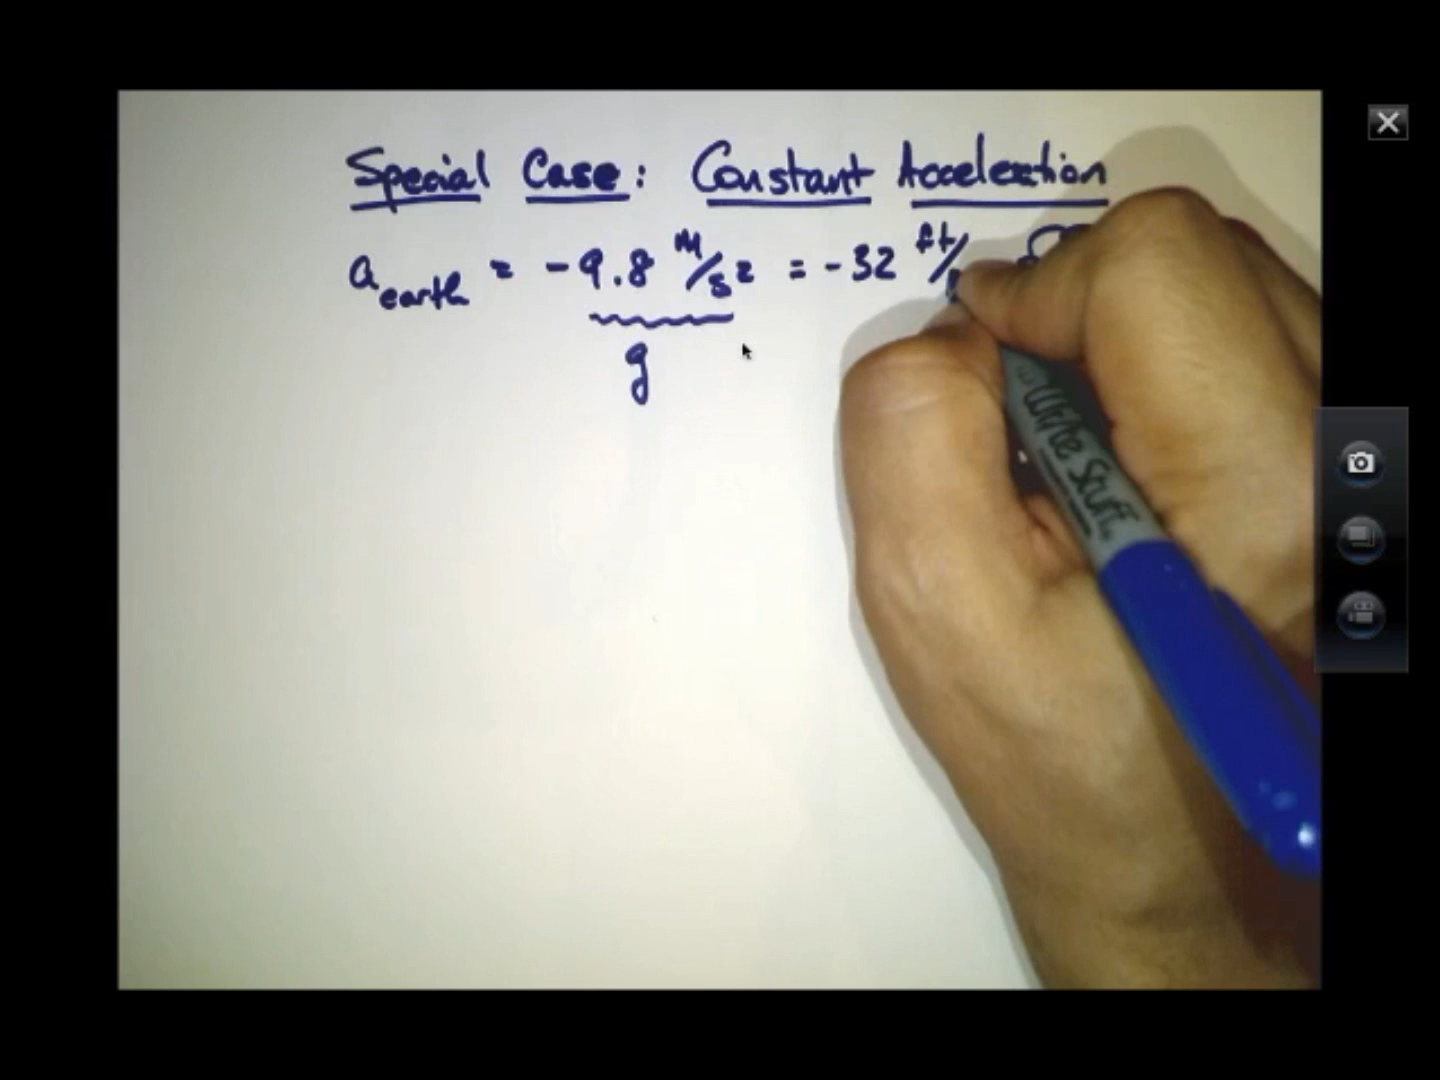 Special Case: Constant Acceleration
a earth = -9.8 m/s2 = -32 ft/
g
Write Stuff